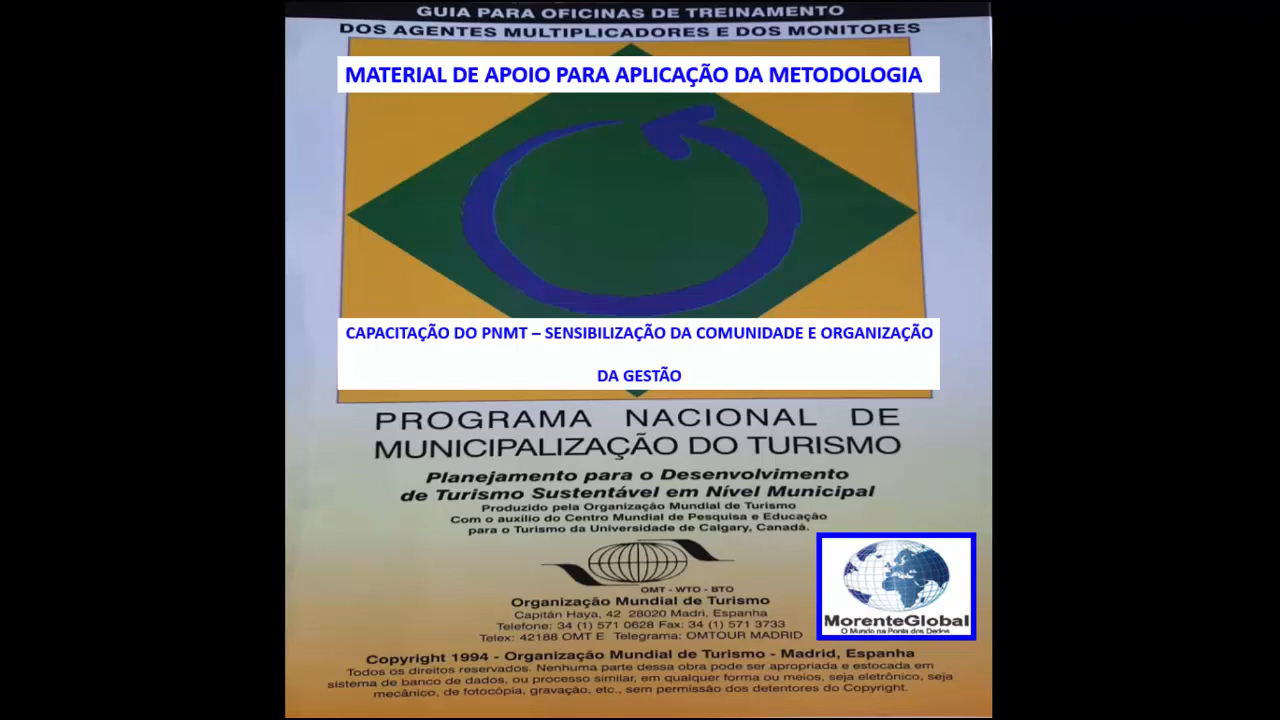 GUIA PARA OFICINAS DE TREINAMENTO
DOS AGENTES MULTIPLICADORES E DOS MONITORES
MATERIAL DE APOIO PARA APLICAÇÃO DA METODOLOGIA
CAPACITAÇÃO DO PNMT – SENSIBILIZAÇÃO DA COMUNIDADE E ORGANIZAÇÃO
DA GESTÃO
PROGRAMA NACIONAL DE
MUNICIPALIZAÇÃO DO TURISMO
Planejamento para o Desenvolvimento
de Turismo Sustentável em Nível Municipal
Produzido pela Organização Mundial de Turismo
Com o auxílio do Centro Mundial de Pesquisa e Educação
para o Turismo da Universidade de Calgary, Canadá.
OMT - WTO - BTO
Organização Mundial de Turismo
Capitán Haya, 42 28020 Madri, Espanha
Telefone: 34 (1) 571 0628 Fax: 34 (1) 571 3733
Telex: 42188 OMT E Telegrama: OMTOUR MADRID
MorenteGlobal
O Mundo na Ponta dos Dedos
Copyright 1994 - Organização Mundial de Turismo - Madrid, Espanha
Todos os direitos reservados. Nenhuma parte dessa obra pode ser apropriada e estocada em
sistema de banco de dados, ou processo similar, em qualquer forma ou meios, seja eletrônico, seja
mecânico, de fotocópia, gravação, etc., sem permissão dos detentores do Copyright.